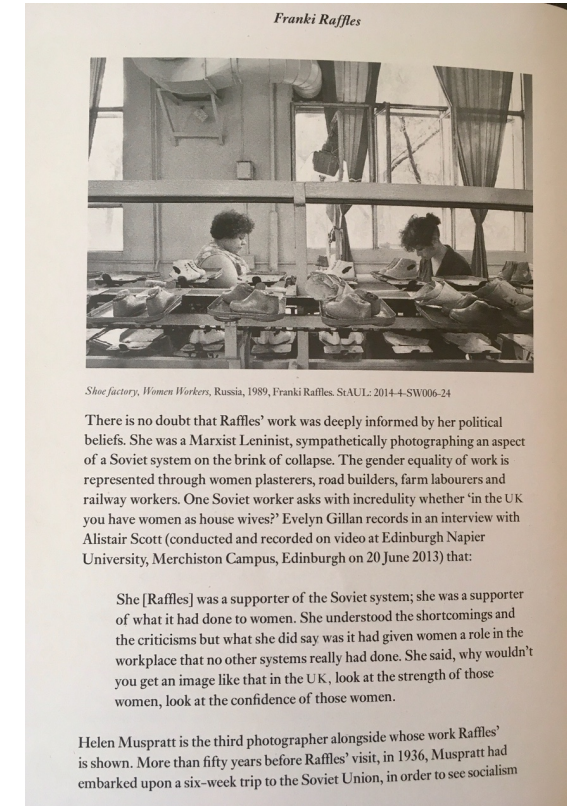 Franki Raffles
Shoe factory, Women Workers, Russia, 1989, Franki Raffles. StAUL: 2014-4-SW006-24
There is no doubt that Raffles’ work was deeply informed by her political
beliefs. She was a Marxist Leninist, sympathetically photographing an aspect
of a Soviet system on the brink of collapse. The gender equality of work is
represented through women plasterers, road builders, farm labourers and
railway workers. One Soviet worker asks with incredulity whether ‘in the UK
you have women as house wives?’ Evelyn Gillan records in an interview with
Alistair Scott (conducted and recorded on video at Edinburgh Napier
University, Merchiston Campus, Edinburgh on 20 June 2013) that:
She [Raffles] was a supporter of the Soviet system; she was a supporter
of what it had done to women. She understood the shortcomings and
the criticisms but what she did say was it had given women a role in the
workplace that no other systems really had done. She said, why wouldn’t
you get an image like that in the UK, look at the strength of those
women, look at the confidence of those women.
Helen Muspratt is the third photographer alongside whose work Raffles’
is shown. More than fifty years before Raffles’ visit, in 1936, Muspratt had
embarked upon a six-week trip to the Soviet Union, in order to see socialism